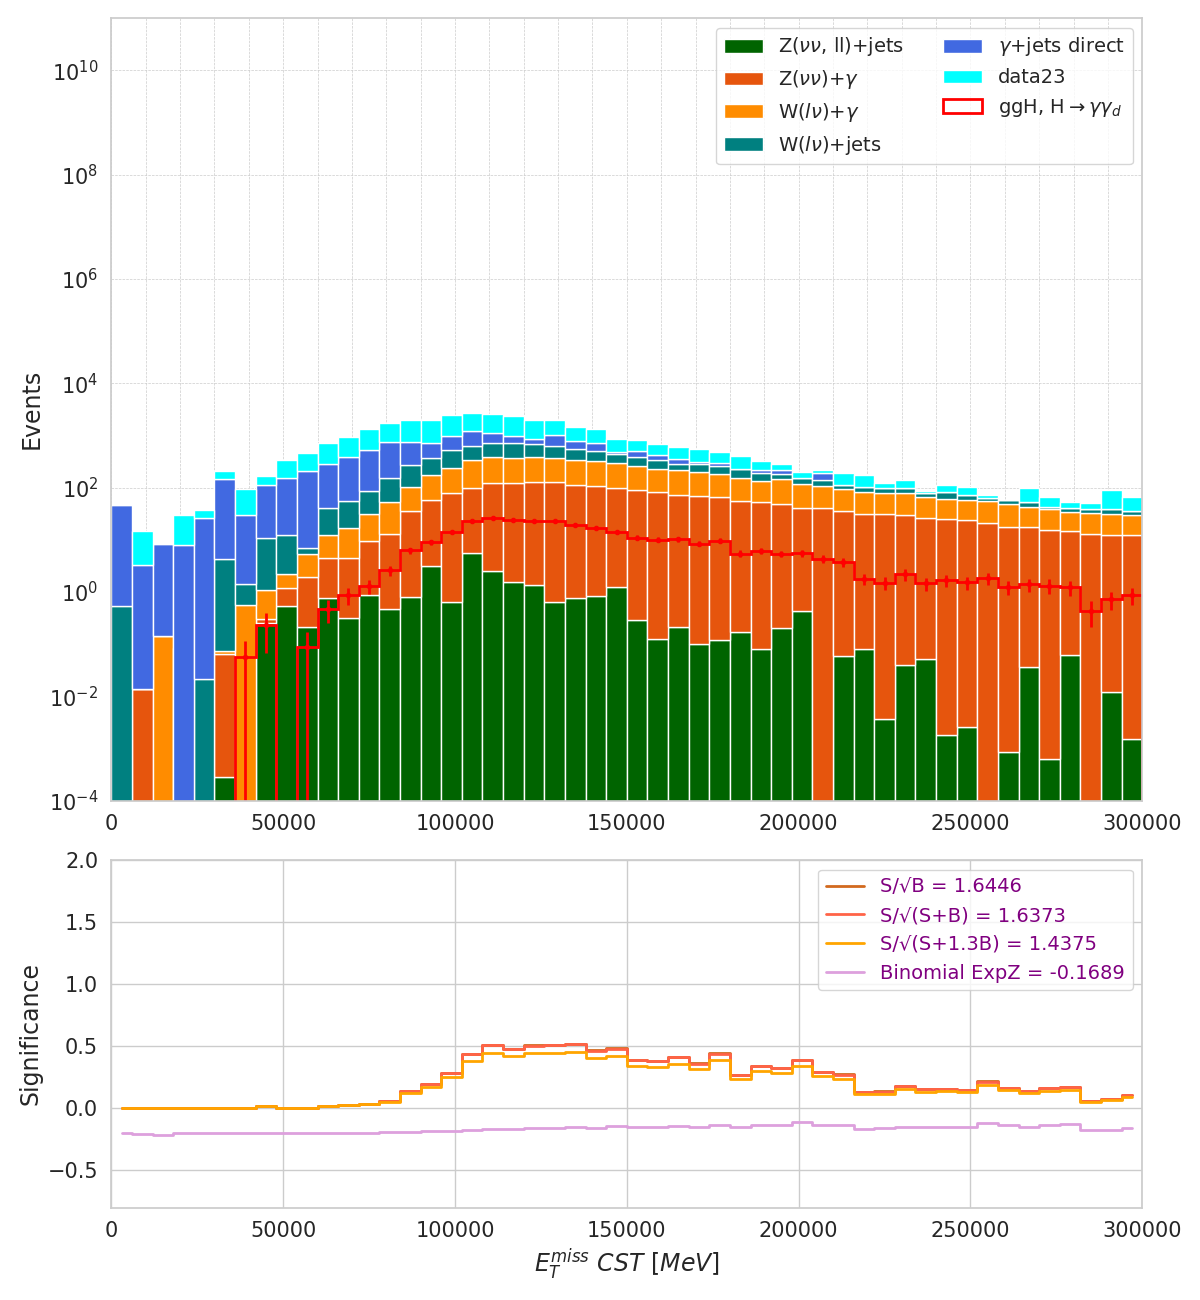 Z(νν, ll)+jets
Z(νν)+γ
W(lν)+γ
W(lν)+jets
γ+jets direct
data23
ggH, H→γγ_d
Events
10^10
10^8
10^6
10^4
10^2
10^0
10^−2
10^−4
0 50000 100000 150000 200000 250000 300000
S/√B = 1.6446
S/√(S+B) = 1.6373
S/√(S+1.3B) = 1.4375
Binomial ExpZ = -0.1689
Significance
2.0
1.5
1.0
0.5
0.0
−0.5
0 50000 100000 150000 200000 250000 300000
E_T^miss CST [MeV]